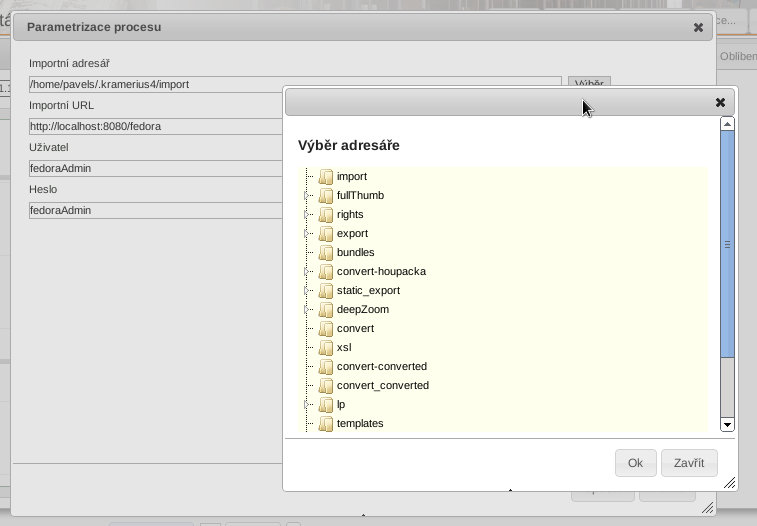 Parametrizace procesu
Importní adresář
/home/pavels/.kramerius4/import
Výběr
Importní URL
http://localhost:8080/fedora
Uživatel
fedoraAdmin
Heslo
fedoraAdmin
Výběr adresáře
import
fullThumb
rights
export
bundles
convert-houpacka
static_export
deepZoom
convert
xsl
convert-converted
convert_converted
lp
templates
Ok
Zavřít